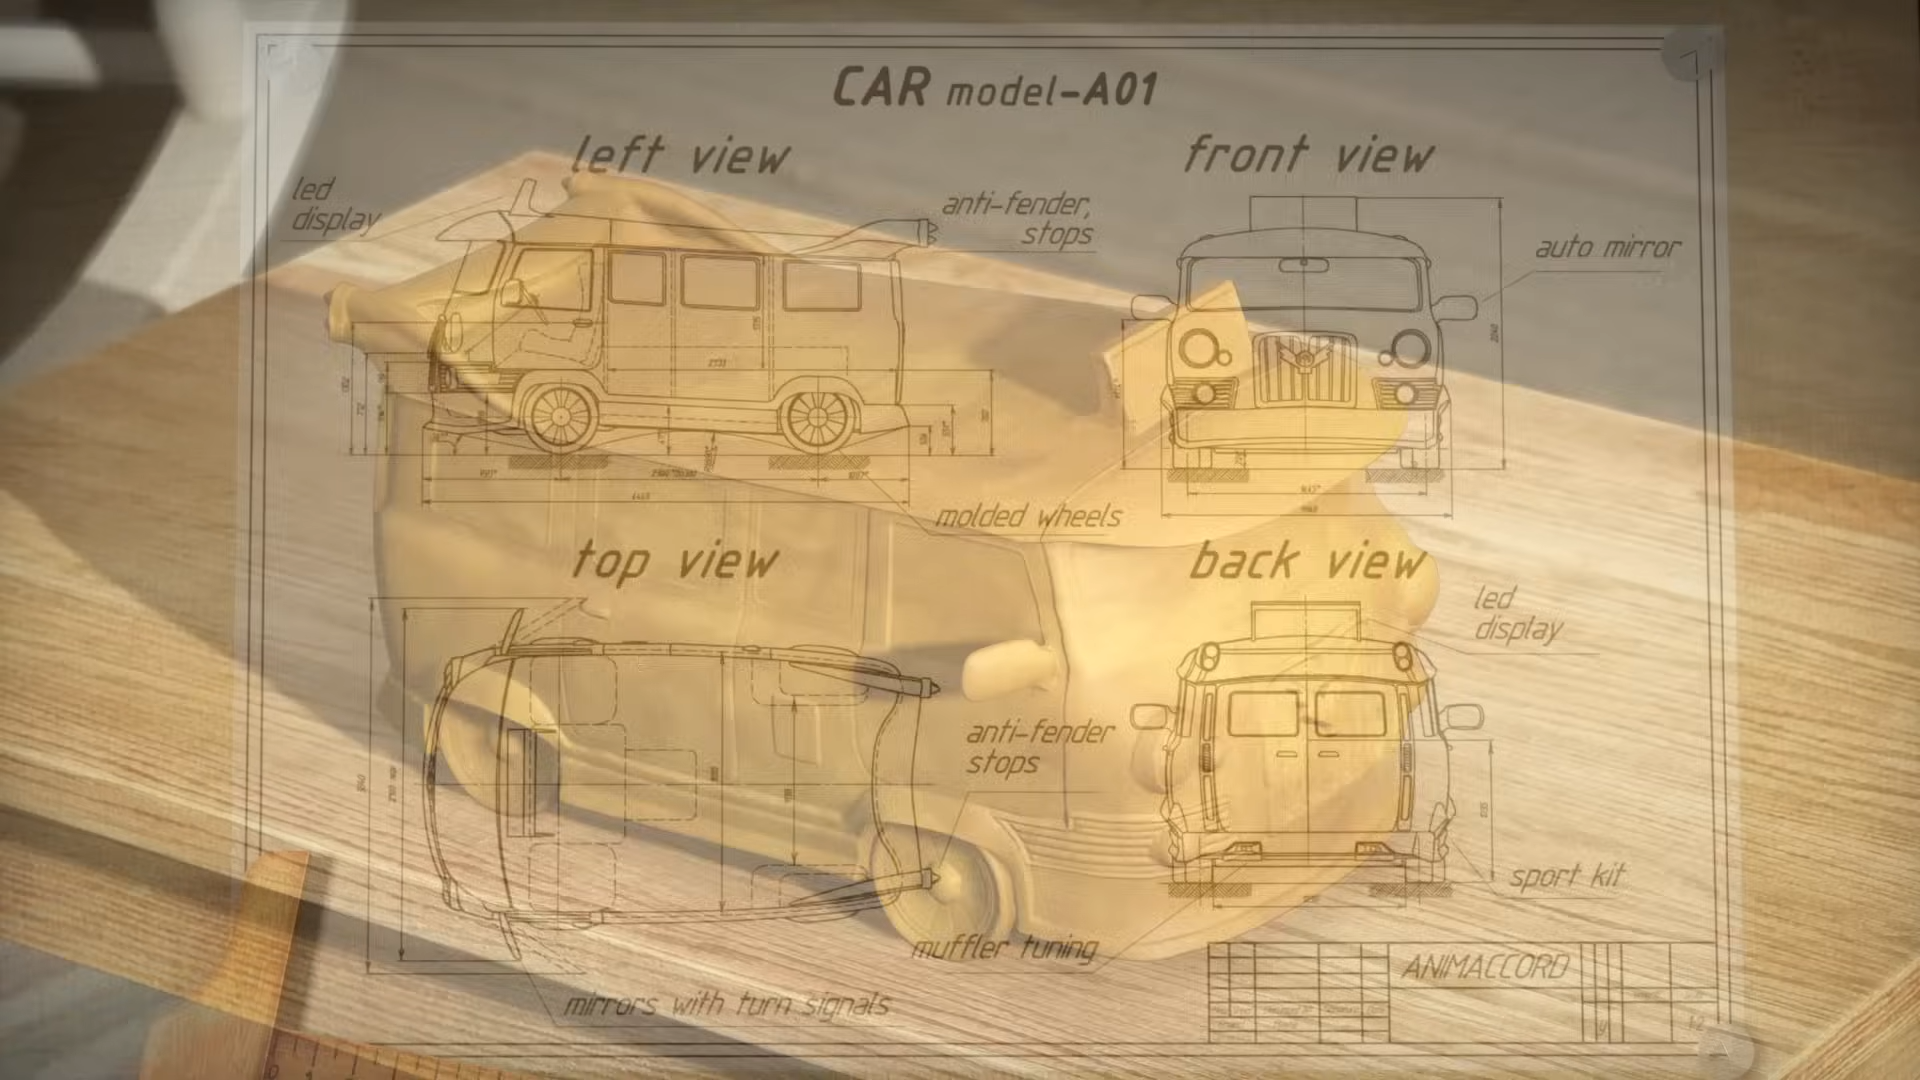 CAR model-A01
left view
front view
led
display
anti-fender,
stops
auto mirror
molded wheels
top view
back view
led
display
anti-fender
stops
sport kit
muffler tuning
mirrors with turn signals
ANIMACCORD